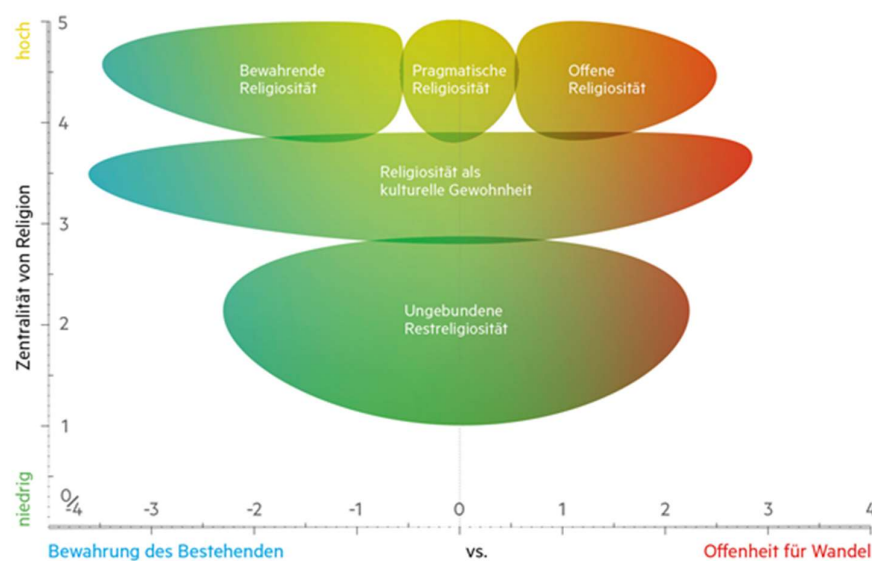 hoch
5
Bewahrende
Religiosität
Pragmatische
Religiosität
Offene
Religiosität
4
Religiosität als
kulturelle Gewohnheit
3
Zentralität von Religion
Ungebundene
Restreligiosität
2
1
niedrig
0/-4 -3 -2 -1 0 1 2 3 4
Bewahrung des Bestehenden vs. Offenheit für Wandel